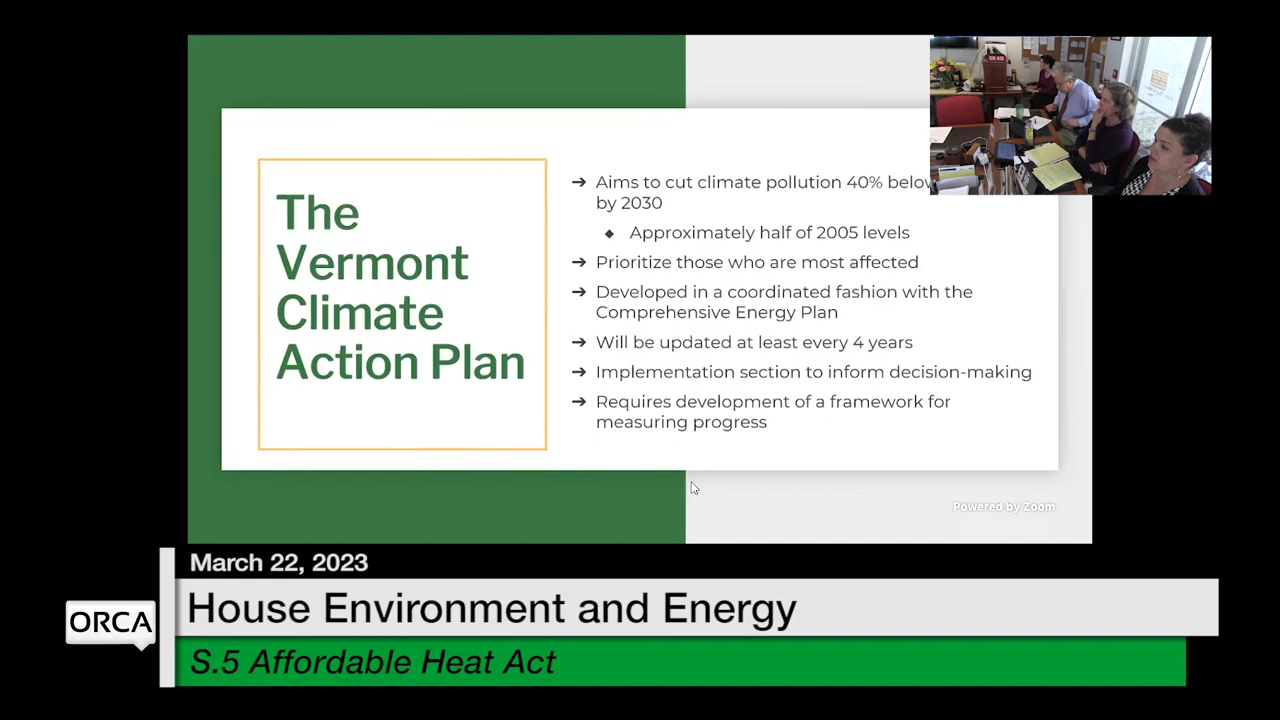 The
Vermont
Climate
Action Plan
➔ Aims to cut climate pollution 40% below
by 2030
◆ Approximately half of 2005 levels
➔ Prioritize those who are most affected
➔ Developed in a coordinated fashion with the
Comprehensive Energy Plan
➔ Will be updated at least every 4 years
➔ Implementation section to inform decision-making
➔ Requires development of a framework for
measuring progress
Powered by Zoom
March 22, 2023
ORCA
House Environment and Energy
S.5 Affordable Heat Act